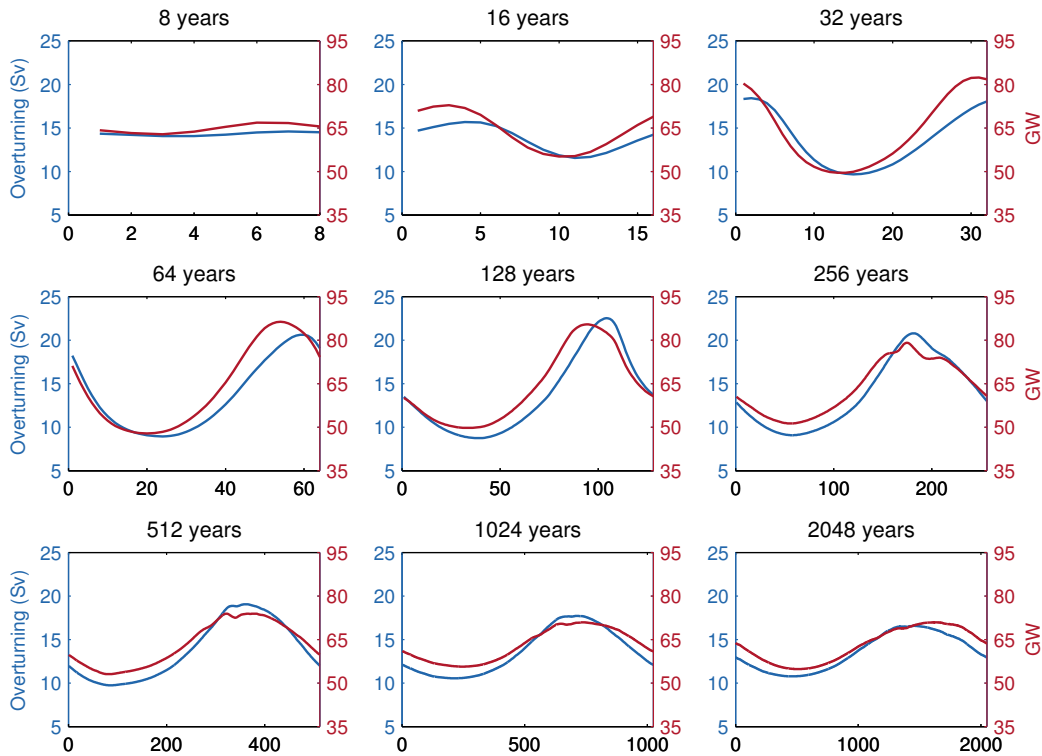 8 years 16 years 32 years
25 95 25 95 25 95
20 80 20 80 20 80
15 65 15 65 15 65
10 50 10 50 10 50
5 35 5 35 5 35
0 2 4 6 8 0 5 10 15 0 10 20 30
Overturning (Sv)
GW
64 years 128 years 256 years
25 95 25 95 25 95
20 80 20 80 20 80
15 65 15 65 15 65
10 50 10 50 10 50
5 35 5 35 5 35
0 20 40 60 0 50 100 0 100 200
Overturning (Sv)
GW
512 years 1024 years 2048 years
25 95 25 95 25 95
20 80 20 80 20 80
15 65 15 65 15 65
10 50 10 50 10 50
5 35 5 35 5 35
0 200 400 0 500 1000 0 1000 2000
Overturning (Sv)
GW